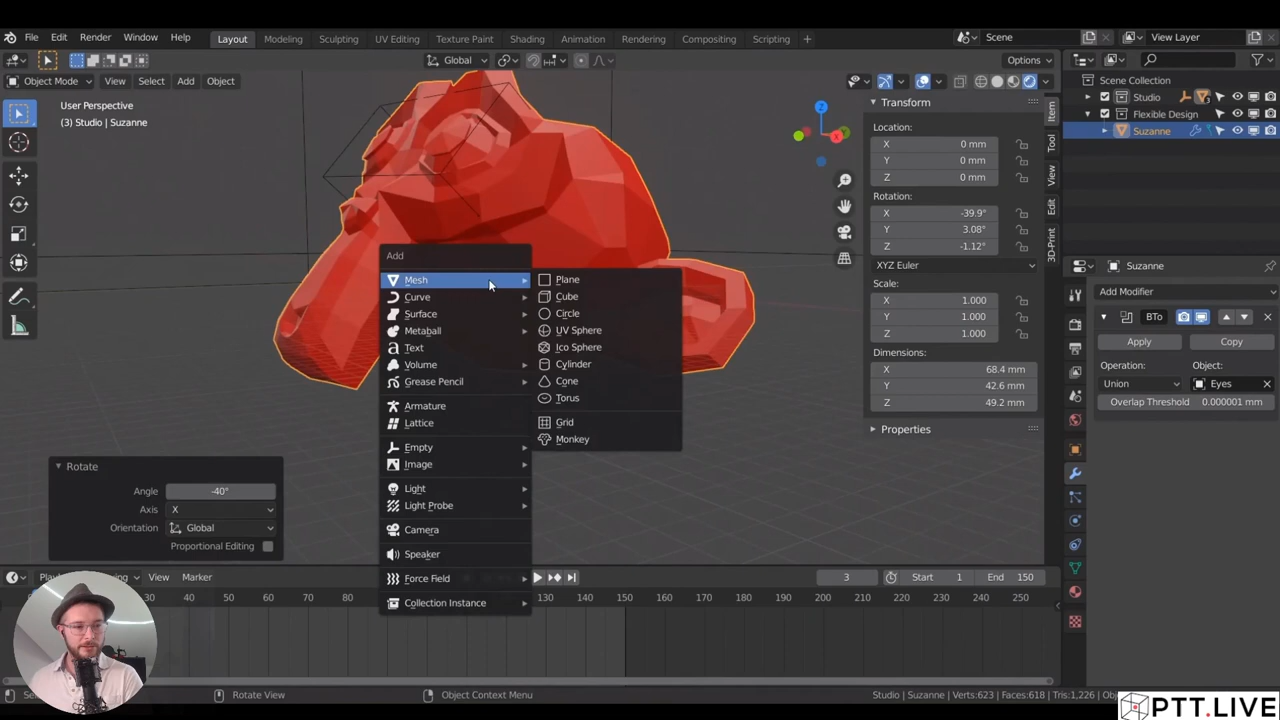 File Edit Render Window Help
Layout Modeling Sculpting UV Editing Texture Paint Shading Animation Rendering Compositing Scripting +
Scene
View Layer
Global
Options
Object Mode View Select Add Object
User Perspective
(3) Studio | Suzanne
Z
X
Add
Mesh
Curve
Surface
Metaball
Text
Volume
Grease Pencil
Armature
Lattice
Empty
Image
Light
Light Probe
Camera
Speaker
Force Field
Collection Instance
Plane
Cube
Circle
UV Sphere
Ico Sphere
Cylinder
Cone
Torus
Grid
Monkey
Rotate
Angle -40°
Axis X
Orientation Global
Proportional Editing
Transform
Location:
X 0 mm
Y 0 mm
Z 0 mm
Rotation:
X -39.9°
Y 3.08°
Z -1.12°
XYZ Euler
Scale:
X 1.000
Y 1.000
Z 1.000
Dimensions:
X 68.4 mm
Y 42.6 mm
Z 49.2 mm
Properties
Item
Tool
View
Edit
3D-Print
Scene Collection
Studio 3
Flexible Design
Suzanne
Suzanne
Add Modifier
BTo
Apply Copy
Operation: Object:
Union Eyes
Overlap Threshold 0.000001 mm
View Marker
3 Start 1 End 150
40 50 60 70 80 130 140 150 160 170 180 190 200 210 220 230 240 250
Rotate View
Object Context Menu
Studio | Suzanne | Verts:623 | Faces:618 | Tris:1,226 |
PTT.LIVE